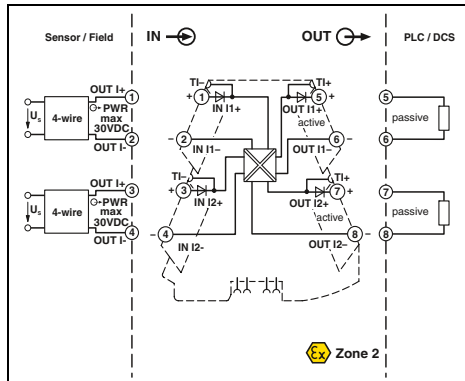 Sensor / Field
IN
OUT
PLC / DCS
OUT I+
1
PWR
max
30VDC
4-wire
Us
2
OUT I-
TI–
+ 1
IN I1+
– 2
IN I1–
TI+
5 +
OUT I1+
active
6 –
OUT I1–
5
passive
6
OUT I+
3
PWR
max
30VDC
4-wire
Us
4
OUT I-
TI–
+ 3
IN I2+
– 4
IN I2-
TI+
7 +
OUT I2+
active
OUT I2–
– 8
7
passive
8
Ex Zone 2